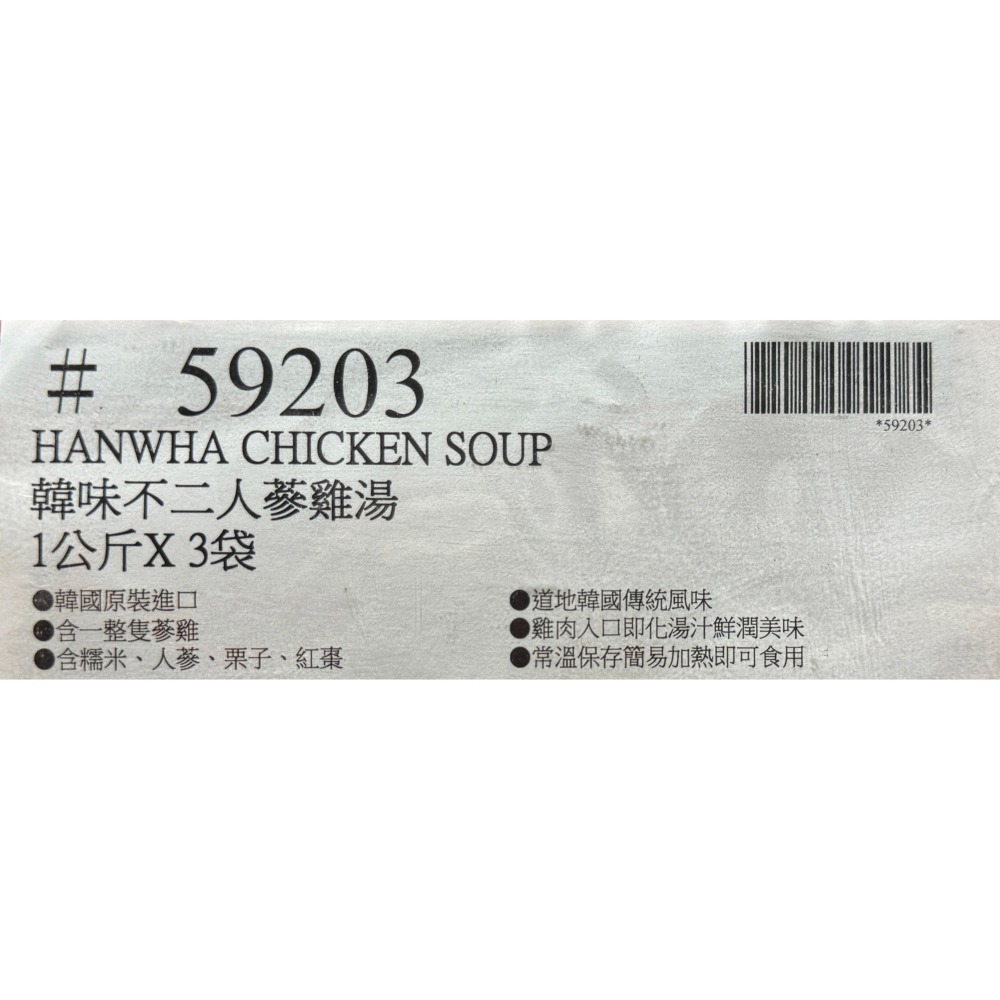 # 59203
*59203*
HANWHA CHICKEN SOUP
韓味不二人蔘雞湯
1公斤X 3袋
●韓國原裝進口
●含一整隻蔘雞
●含糯米、人蔘、栗子、紅棗
●道地韓國傳統風味
●雞肉入口即化湯汁鮮潤美味
●常溫保存簡易加熱即可食用